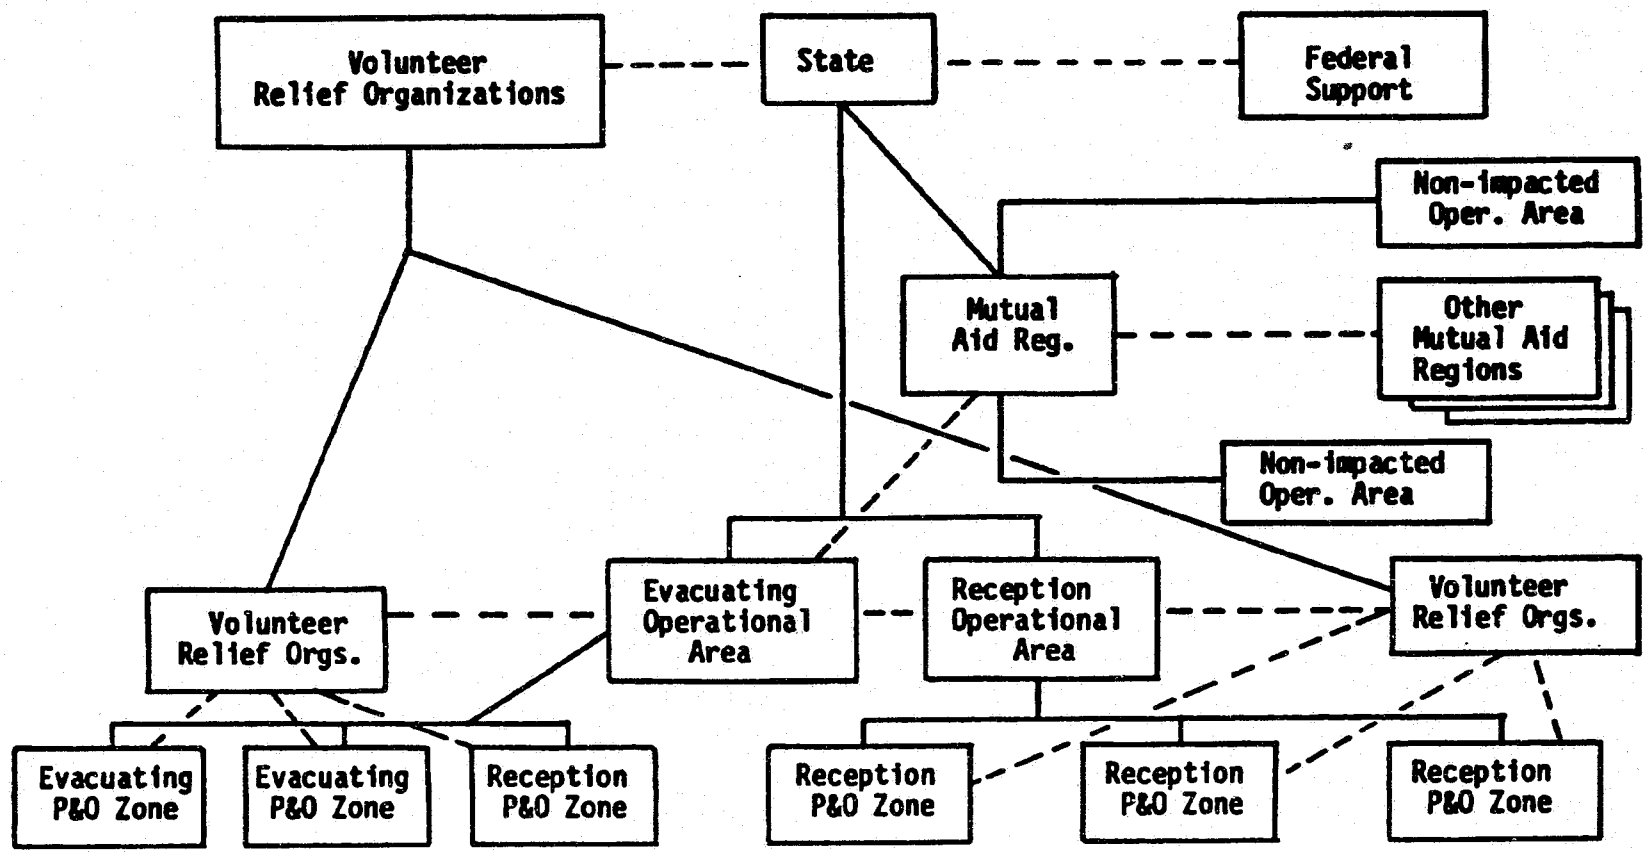 Volunteer
Relief Organizations
State
Federal
Support
Non-impacted
Oper. Area
Mutual
Aid Reg.
Other
Mutual Aid
Regions
Non-impacted
Oper. Area
Volunteer
Relief Orgs.
Evacuating
Operational
Area
Reception
Operational
Area
Volunteer
Relief Orgs.
Evacuating
P&O Zone
Evacuating
P&O Zone
Reception
P&O Zone
Reception
P&O Zone
Reception
P&O Zone
Reception
P&O Zone